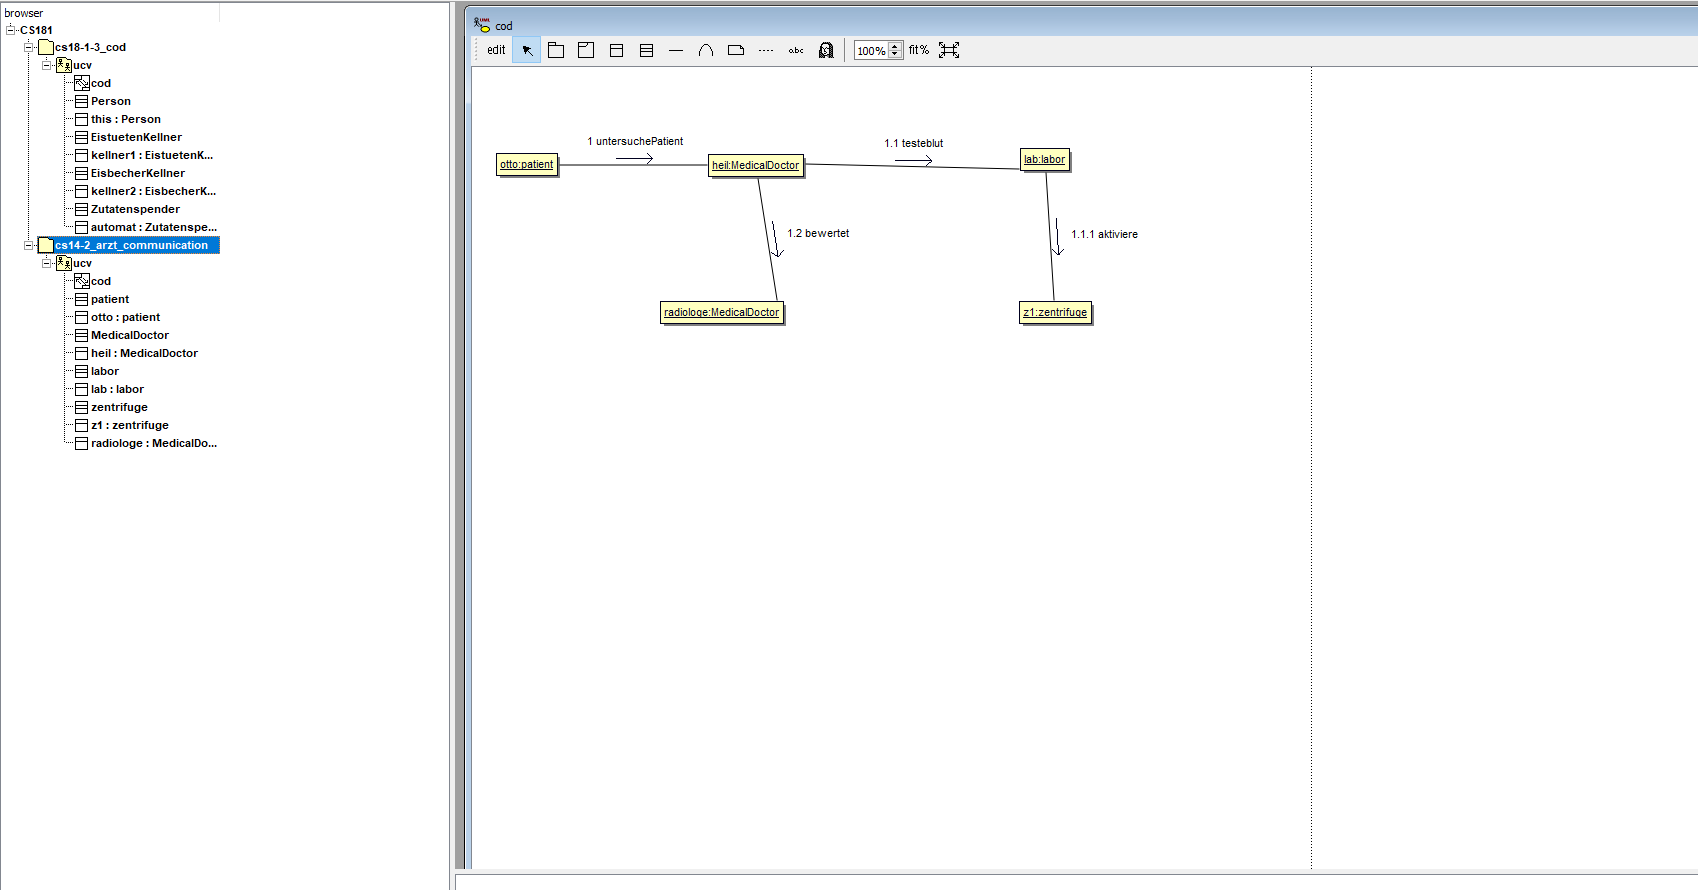 browser
CS181
cs18-1-3_cod
ucv
cod
Person
this : Person
EistuetenKellner
kellner1 : EistuetenK...
EisbecherKellner
kellner2 : EisbecherK...
Zutatenspender
automat : Zutatenspe...
cs14-2_arzt_communication
ucv
cod
patient
otto : patient
MedicalDoctor
heil : MedicalDoctor
labor
lab : labor
zentrifuge
z1 : zentrifuge
radiologe : MedicalDo...
UML
cod
edit
abc
100%
fit%
1 untersuchePatient
1.1 testeblut
otto:patient
heil:MedicalDoctor
lab:labor
1.2 bewertet
1.1.1 aktiviere
radiologe:MedicalDoctor
z1:zentrifuge